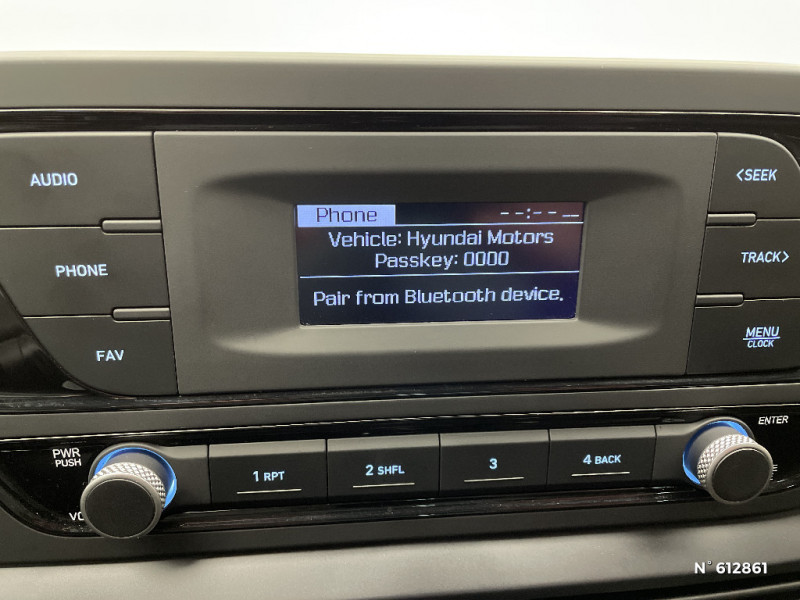 AUDIO
PHONE
FAV
Phone --:-- __
Vehicle: Hyundai Motors
Passkey: 0000
Pair from Bluetooth device.
<SEEK
TRACK>
MENU
CLOCK
PWR
PUSH
1 RPT
2 SHFL
3
4 BACK
ENTER
N° 612861